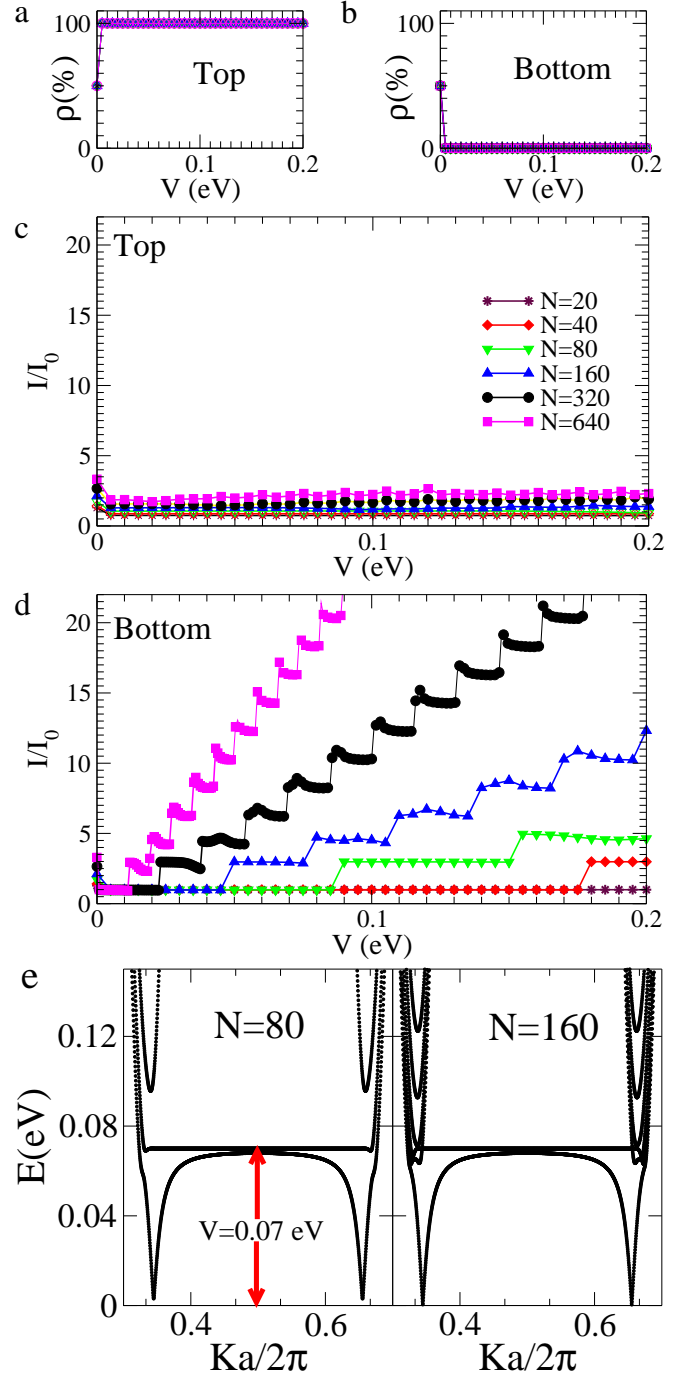 a
100
ρ(%)
0
Top
0
0.1
0.2
V (eV)
b
100
ρ(%)
0
Bottom
0
0.1
0.2
V (eV)
c
Top
20
15
10
5
0
I/I0
N=20
N=40
N=80
N=160
N=320
N=640
0
0.1
0.2
V (eV)
d
Bottom
20
15
10
5
0
I/I0
0
0.1
0.2
V (eV)
e
N=80
N=160
0.12
0.08
0.04
0
E(eV)
V=0.07 eV
0.4
0.6
0.4
0.6
Ka/2π
Ka/2π